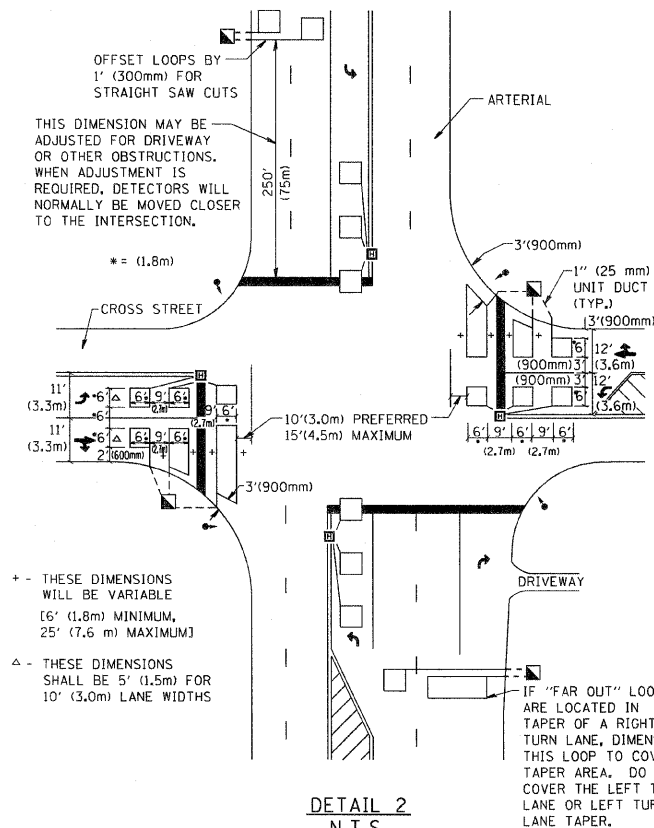 OFFSET LOOPS BY
1' (300mm) FOR
STRAIGHT SAW CUTS
ARTERIAL
THIS DIMENSION MAY BE
ADJUSTED FOR DRIVEWAY
OR OTHER OBSTRUCTIONS.
WHEN ADJUSTMENT IS
REQUIRED, DETECTORS WILL
NORMALLY BE MOVED CLOSER
TO THE INTERSECTION.
250'
(75m)
* = (1.8m)
H
3'(900mm)
1" (25 mm)
UNIT DUCT
(TYP.)
CROSS STREET
3'(900mm)
*6'
12'
(3.6m)
(900mm) 3'
(900mm) 3'
*6'
12'
(3.6m)
H
6' 9' 6' 9' 6'
(2.7m) (2.7m)
H
11'
(3.3m)
*6' △ 6' 9' 6'
(2.7m)
*6'
9' 6'
(2.7m)
11'
(3.3m)
*6' △ 6' 9' 6'
2' (600mm)
10'(3.0m) PREFERRED
15'(4.5m) MAXIMUM
3'(900mm)
H
DRIVEWAY
+ - THESE DIMENSIONS
WILL BE VARIABLE
[6' (1.8m) MINIMUM,
25' (7.6 m) MAXIMUM]
△ - THESE DIMENSIONS
SHALL BE 5' (1.5m) FOR
10' (3.0m) LANE WIDTHS
IF "FAR OUT" LOO
ARE LOCATED IN
TAPER OF A RIGHT
TURN LANE, DIMEN
THIS LOOP TO COV
TAPER AREA. DO
COVER THE LEFT T
LANE OR LEFT TUR
LANE TAPER.
DETAIL 2
N.T.S.